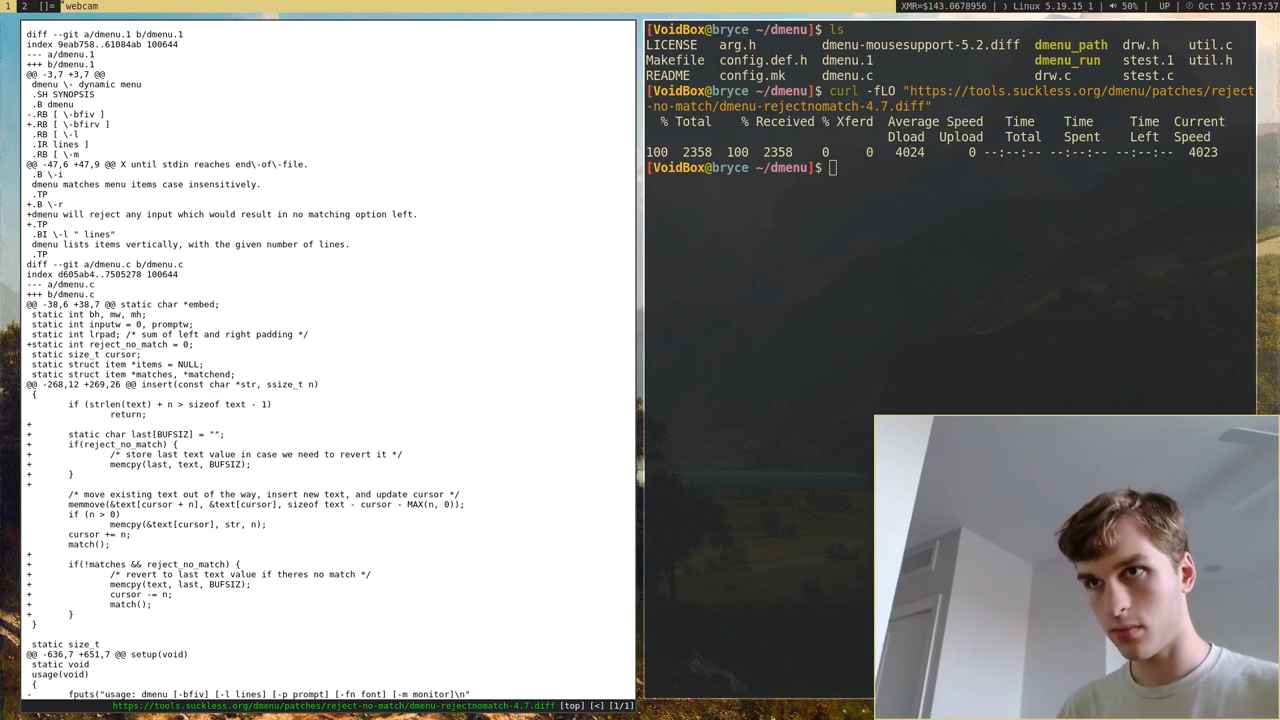 1 2 []= webcam
XMR=$143.0678956 | Linux 5.19.15_1 | 50% | UP | Oct 15 17:57:57
diff --git a/dmenu.1 b/dmenu.1
index 9eab758..61084ab 100644
--- a/dmenu.1
+++ b/dmenu.1
@@ -3,7 +3,7 @@
 dmenu \- dynamic menu
 .SH SYNOPSIS
 .B dmenu
-.RB [ \-bfiv ]
+.RB [ \-bfirv ]
 .RB [ \-l
 .IR lines ]
 .RB [ \-m
@@ -47,6 +47,9 @@ X until stdin reaches end\-of\-file.
 .B \-i
 dmenu matches menu items case insensitively.
 .TP
+.B \-r
+dmenu will reject any input which would result in no matching option left.
+.TP
 .BI \-l " lines"
 dmenu lists items vertically, with the given number of lines.
 .TP
diff --git a/dmenu.c b/dmenu.c
index d605ab4..7505278 100644
--- a/dmenu.c
+++ b/dmenu.c
@@ -38,6 +38,7 @@ static char *embed;
 static int bh, mw, mh;
 static int inputw = 0, promptw;
 static int lrpad; /* sum of left and right padding */
+static int reject_no_match = 0;
 static size_t cursor;
 static struct item *items = NULL;
 static struct item *matches, *matchend;
@@ -268,12 +269,26 @@ insert(const char *str, ssize_t n)
 {
        if (strlen(text) + n > sizeof text - 1)
                return;
+
+       static char last[BUFSIZ] = "";
+       if(reject_no_match) {
+               /* store last text value in case we need to revert it */
+               memcpy(last, text, BUFSIZ);
+       }
+
        /* move existing text out of the way, insert new text, and update cursor */
        memmove(&text[cursor + n], &text[cursor], sizeof text - cursor - MAX(n, 0));
        if (n > 0)
                memcpy(&text[cursor], str, n);
        cursor += n;
        match();
+
+       if(!matches && reject_no_match) {
+               /* revert to last text value if theres no match */
+               memcpy(text, last, BUFSIZ);
+               cursor -= n;
+               match();
+       }
 }

 static size_t
@@ -636,7 +651,7 @@ setup(void)
 static void
 usage(void)
 {
-       fputs("usage: dmenu [-bfiv] [-l lines] [-p prompt] [-fn font] [-m monitor]\n"
https://tools.suckless.org/dmenu/patches/reject-no-match/dmenu-rejectnomatch-4.7.diff [top] [<] [1/1]
[VoidBox@bryce ~/dmenu]$ ls
LICENSE   arg.h         dmenu-mousesupport-5.2.diff  dmenu_path  drw.h    util.c
Makefile  config.def.h  dmenu.1                      dmenu_run   stest.1  util.h
README    config.mk     dmenu.c                      drw.c       stest.c
[VoidBox@bryce ~/dmenu]$ curl -fLO "https://tools.suckless.org/dmenu/patches/reject
-no-match/dmenu-rejectnomatch-4.7.diff"
  % Total    % Received % Xferd  Average Speed   Time    Time     Time  Current
                                 Dload  Upload   Total   Spent    Left  Speed
100  2358  100  2358    0     0   4024      0 --:--:-- --:--:-- --:--:--  4023
[VoidBox@bryce ~/dmenu]$